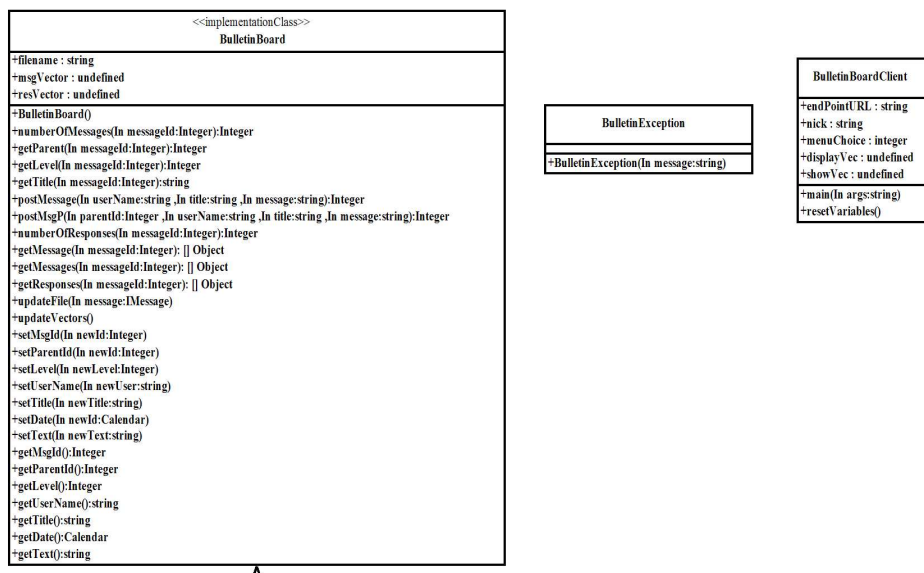 <<implementationClass>>
BulletinBoard
+filename : string
+msgVector : undefined
+resVector : undefined
+BulletinBoard()
+numberOfMessages(In messageId:Integer):Integer
+getParent(In messageId:Integer):Integer
+getLevel(In messageId:Integer):Integer
+getTitle(In messageId:Integer):string
+postMessage(In userName:string ,In title:string ,In message:string):Integer
+postMsgP(In parentId:Integer ,In userName:string ,In title:string ,In message:string):Integer
+numberOfResponses(In messageId:Integer):Integer
+getMessage(In messageId:Integer): [] Object
+getMessages(In messageId:Integer): [] Object
+getResponses(In messageId:Integer): [] Object
+updateFile(In message:IMessage)
+updateVectors()
+setMsgId(In newId:Integer)
+setParentId(In newId:Integer)
+setLevel(In newLevel:Integer)
+setUserName(In newUser:string)
+setTitle(In newTitle:string)
+setDate(In newId:Calendar)
+setText(In newText:string)
+getMsgId():Integer
+getParentId():Integer
+getLevel():Integer
+getUserName():string
+getTitle():string
+getDate():Calendar
+getText():string
BulletinException
+BulletinException(In message:string)
BulletinBoardClient
+endPointURL : string
+nick : string
+menuChoice : integer
+displayVec : undefined
+showVec : undefined
+main(In args:string)
+resetVariables()